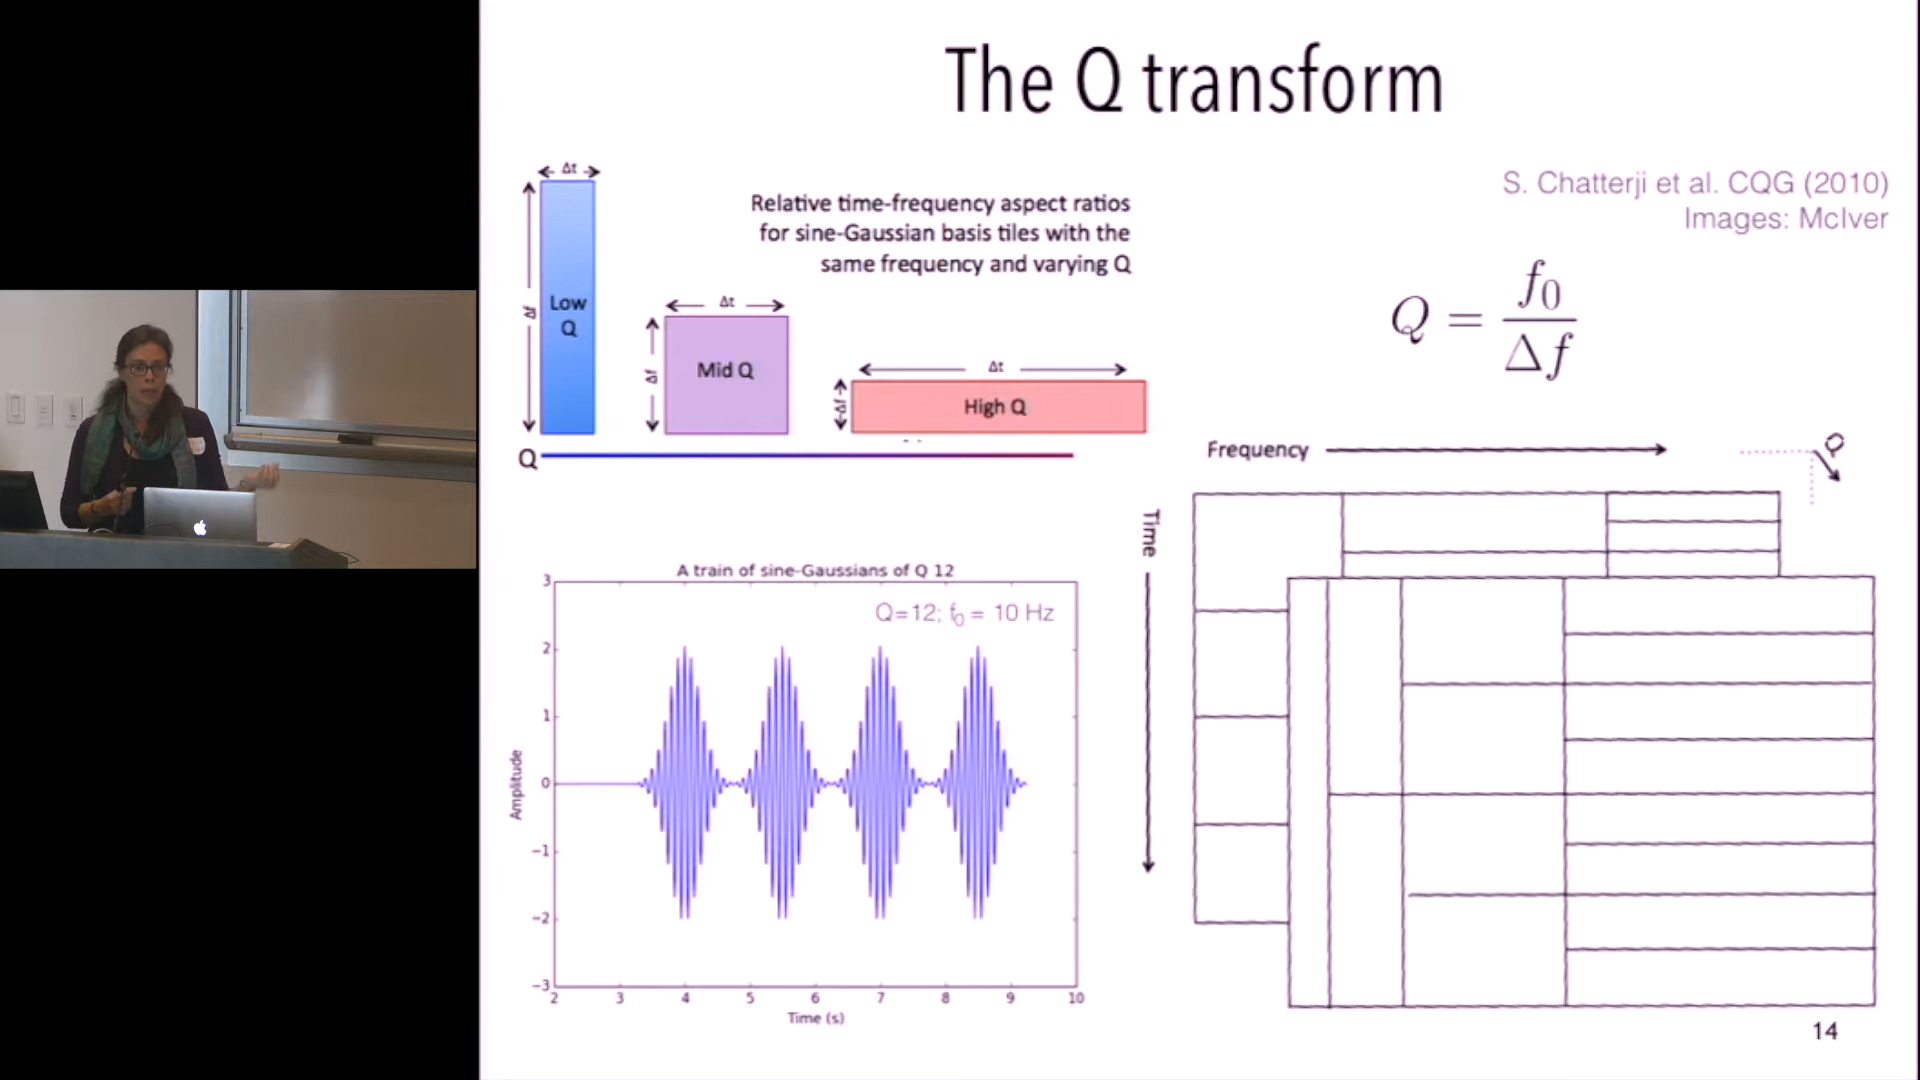 The Q transform
S. Chatterji et al. CQG (2010)
Images: McIver
Δt
Δf
Low
Q
Relative time-frequency aspect ratios
for sine-Gaussian basis tiles with the
same frequency and varying Q
Δt
Δf
Mid Q
Δt
Δf
High Q
Q
Q = f₀ / Δf
Frequency
Q
Time
A train of sine-Gaussians of Q 12
Q=12; f₀ = 10 Hz
Amplitude
3
2
1
0
−1
−2
−3
2 3 4 5 6 7 8 9 10
Time (s)
14